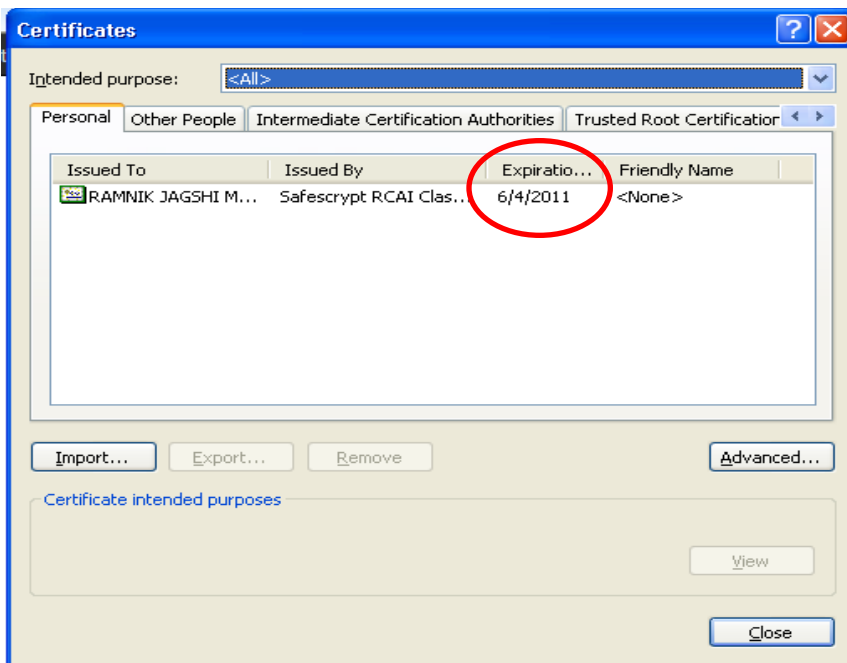 Certificates
Intended purpose: <All>
Personal Other People Intermediate Certification Authorities Trusted Root Certification
Issued To Issued By Expiratio... Friendly Name
RAMNIK JAGSHI M... Safescrypt RCAI Clas... 6/4/2011 <None>
Import... Export... Remove Advanced...
Certificate intended purposes
View
Close